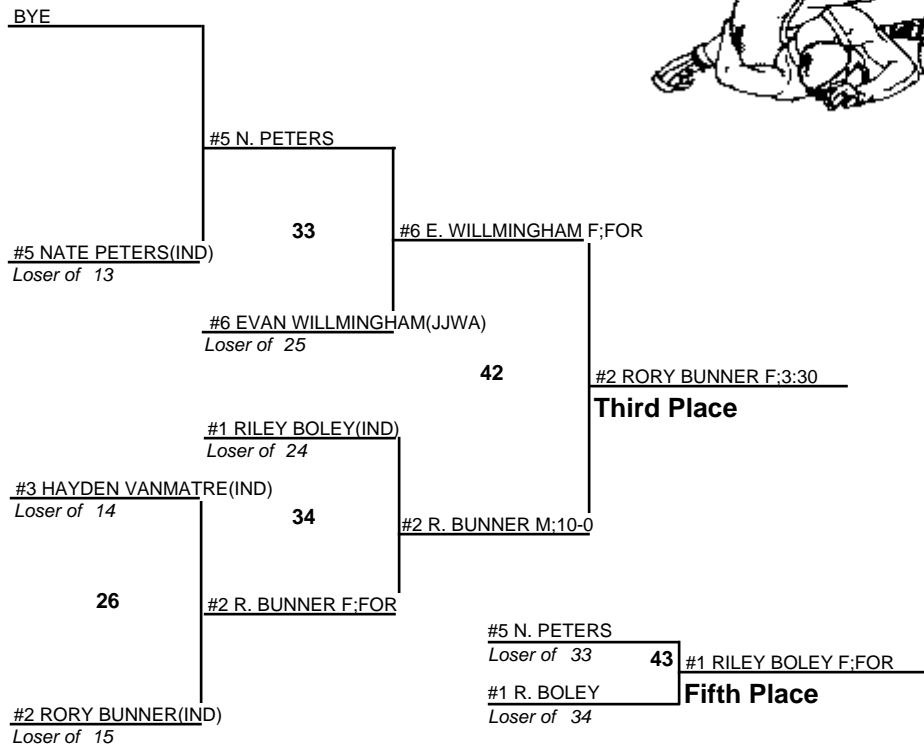 BYE
#5 N. PETERS
33
#6 E. WILLMINGHAM F;FOR
#5 NATE PETERS(IND)
Loser of 13
#6 EVAN WILLMINGHAM(JJWA)
Loser of 25
42
#2 RORY BUNNER F;3:30
Third Place
#1 RILEY BOLEY(IND)
Loser of 24
#3 HAYDEN VANMATRE(IND)
Loser of 14
34
#2 R. BUNNER M;10-0
26
#2 R. BUNNER F;FOR
#5 N. PETERS
Loser of 33
43
#1 RILEY BOLEY F;FOR
Fifth Place
#1 R. BOLEY
Loser of 34
#2 RORY BUNNER(IND)
Loser of 15